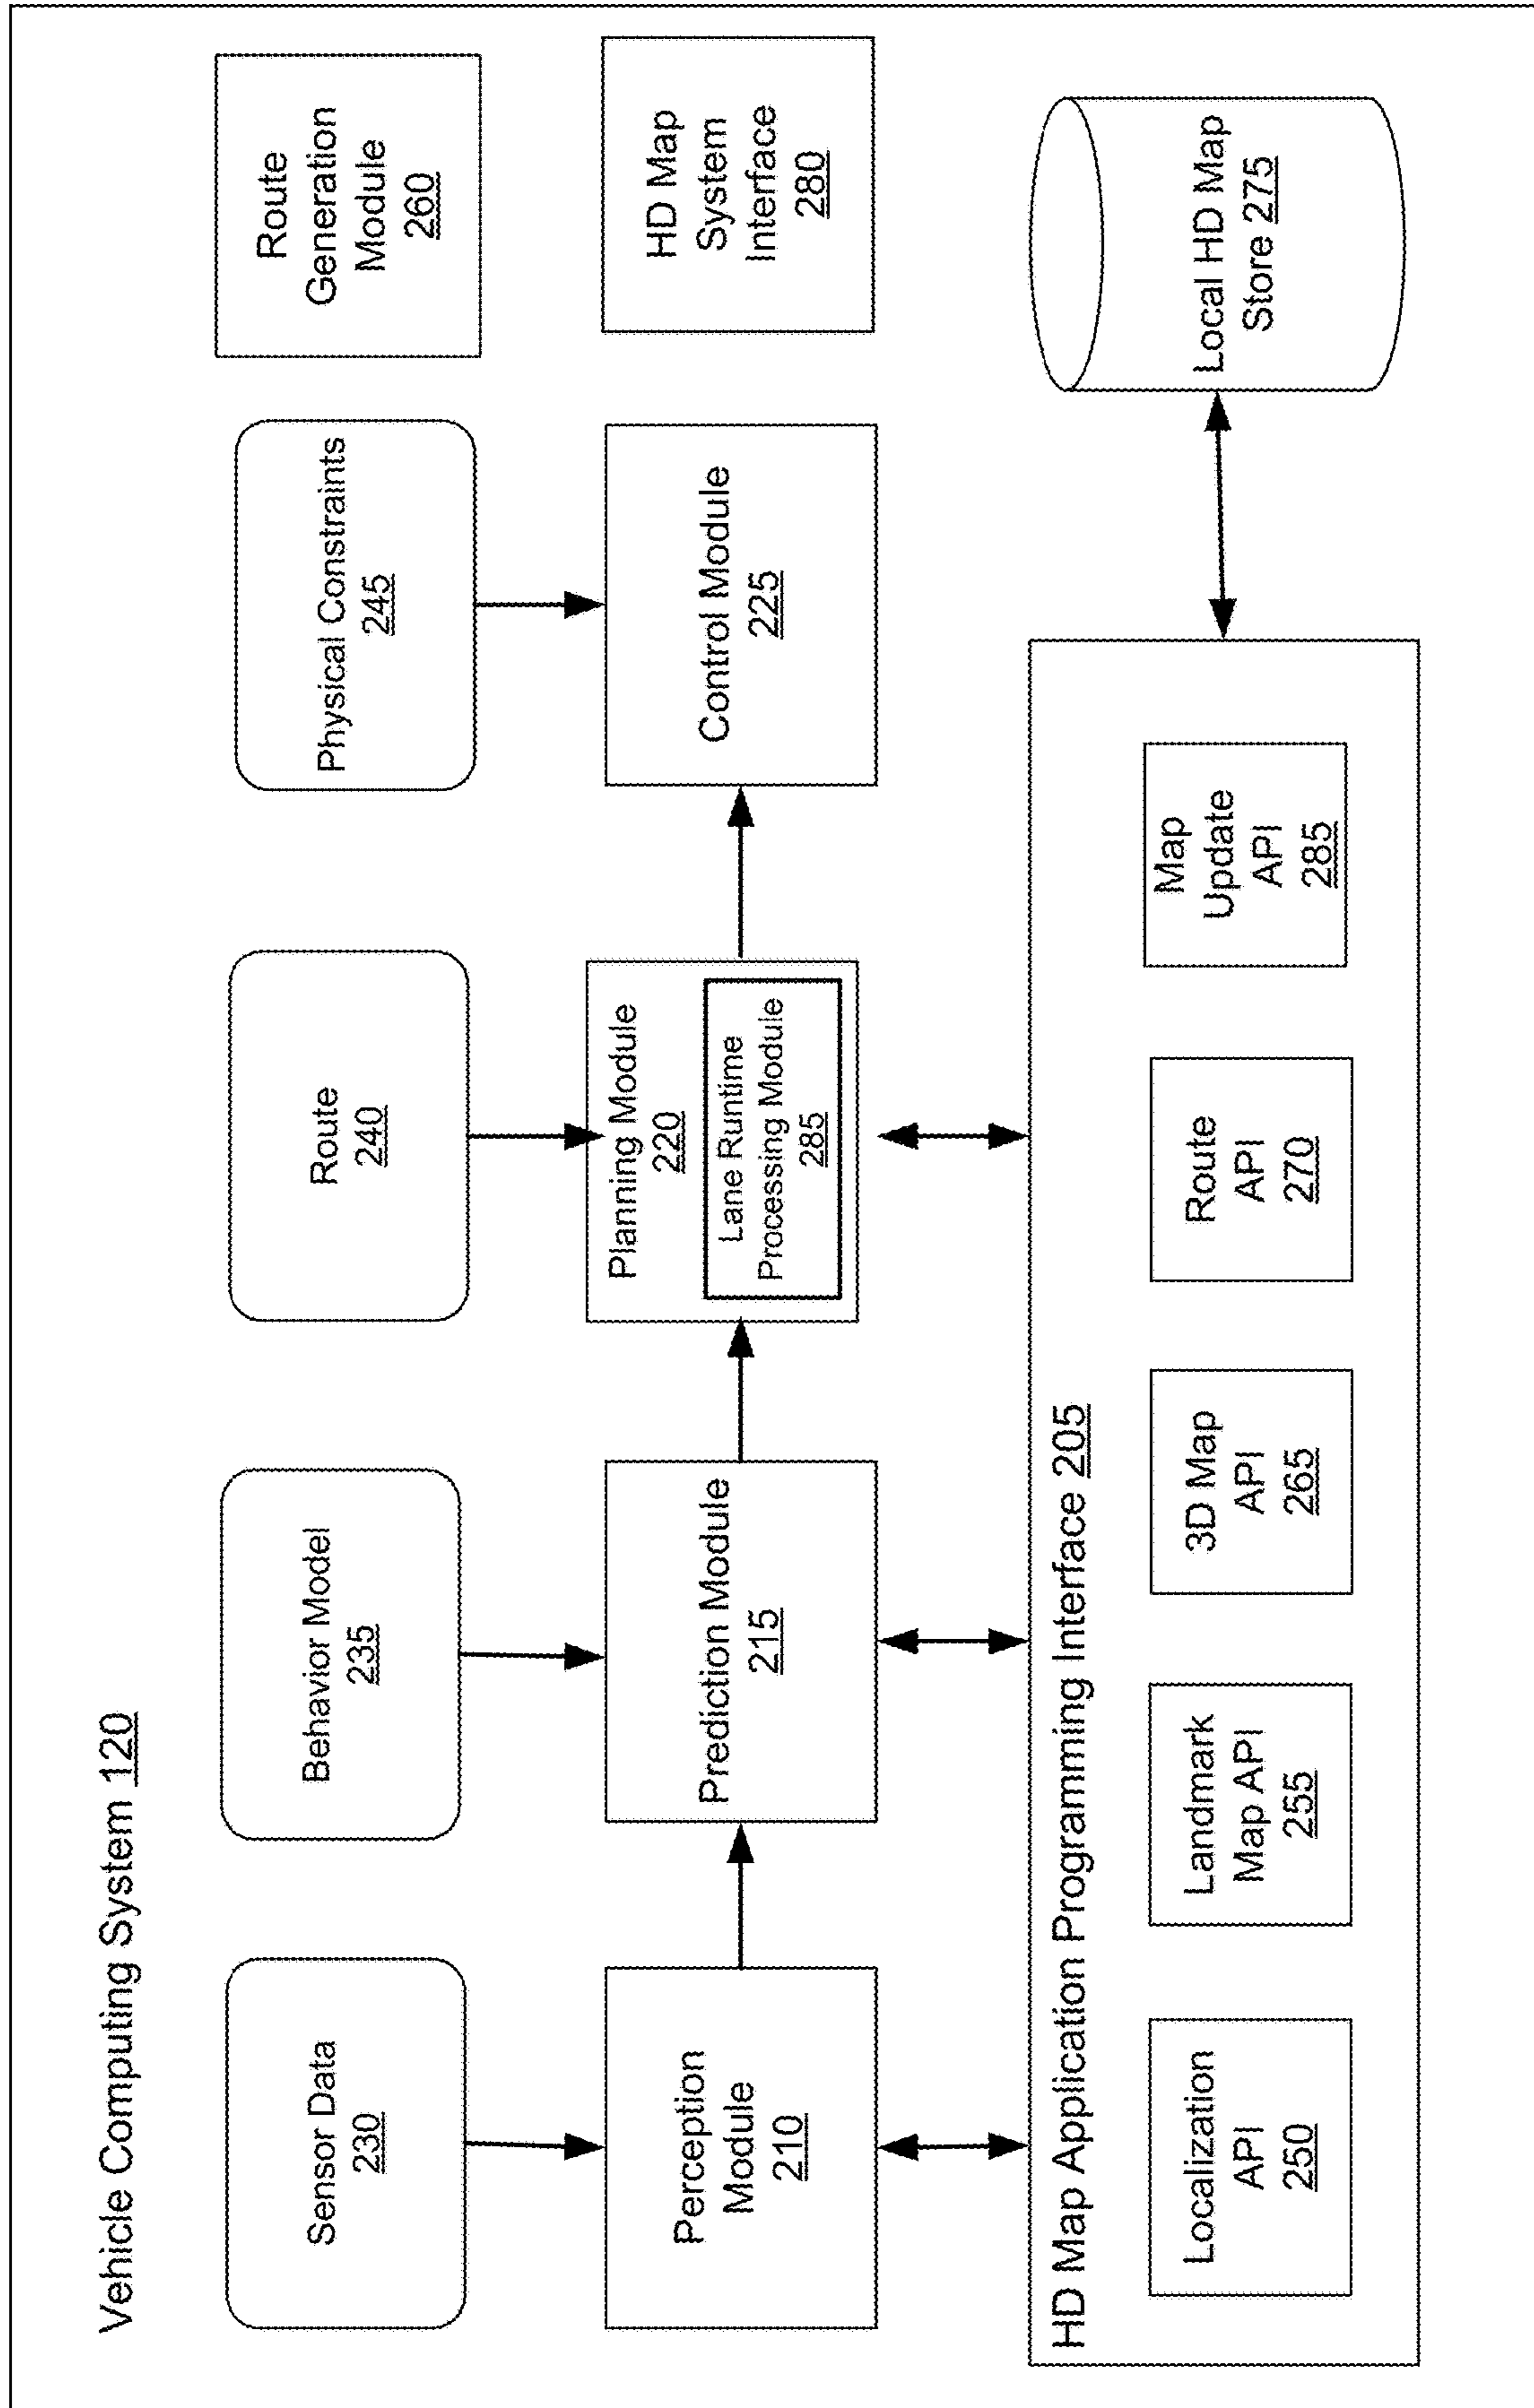 Vehicle Computing System 120
Sensor Data
230
Behavior Model
235
Route
240
Physical Constraints
245
Route
Generation
Module
260
Perception
Module
210
Prediction Module
215
Planning Module
220
Lane Runtime
Processing Module
285
Control Module
225
HD Map
System
Interface
280
HD Map Application Programming Interface 205
Localization
API
250
Landmark
Map API
255
3D Map
API
265
Route
API
270
Map
Update
API
285
Local HD Map
Store 275